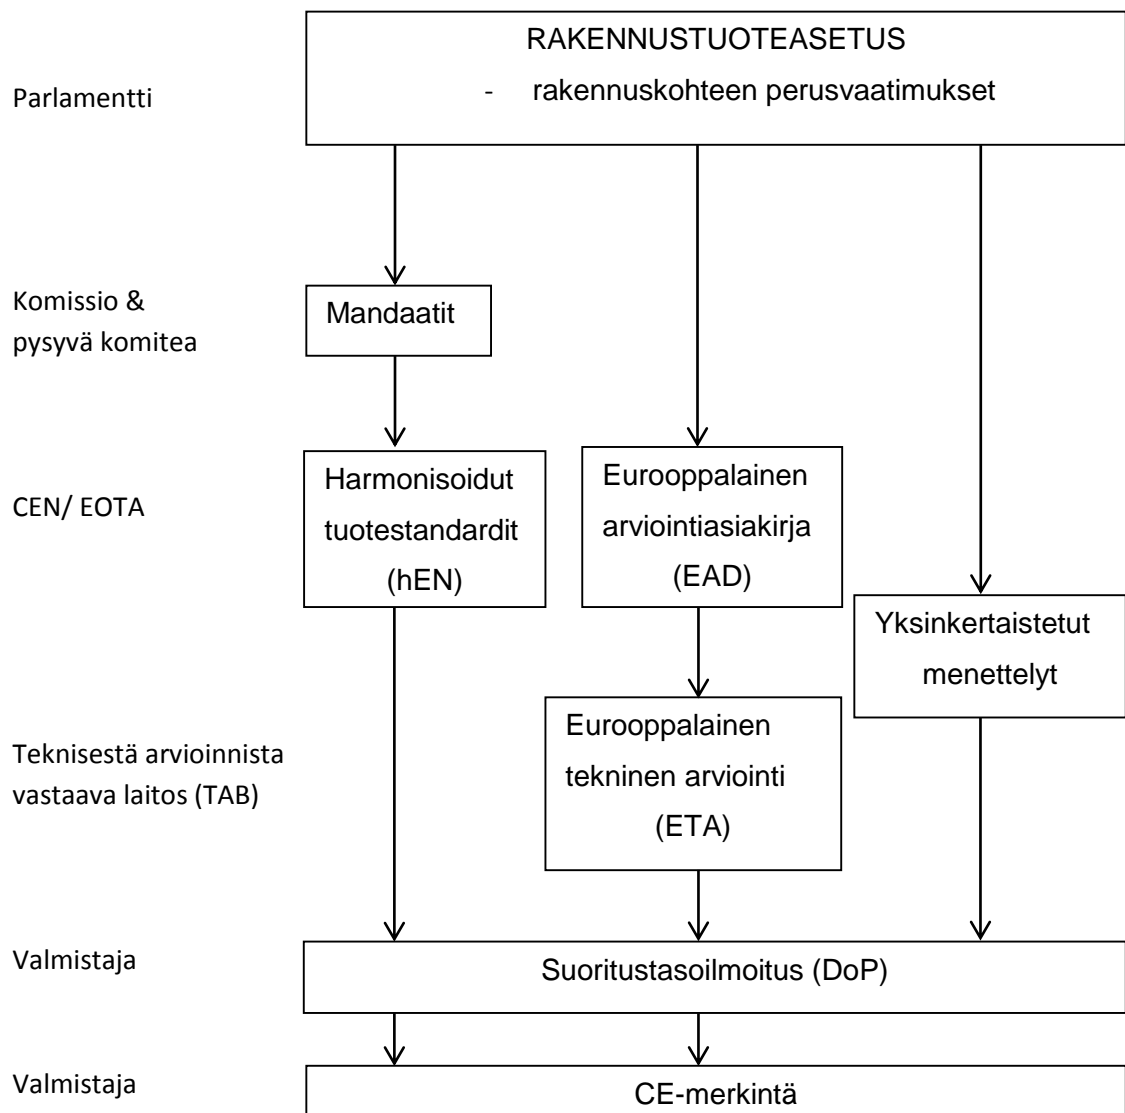 RAKENNUSTUOTEASETUS
Parlamentti
- rakennuskohteen perusvaatimukset
Komissio &
pysyvä komitea
Mandaatit
CEN/ EOTA
Harmonisoidut
tuotestandardit
(hEN)
Eurooppalainen
arviointiasiakirja
(EAD)
Yksinkertaistetut
menettelyt
Teknisestä arvioinnista
vastaava laitos (TAB)
Eurooppalainen
tekninen arviointi
(ETA)
Valmistaja
Suoritustasoilmoitus (DoP)
Valmistaja
CE-merkintä